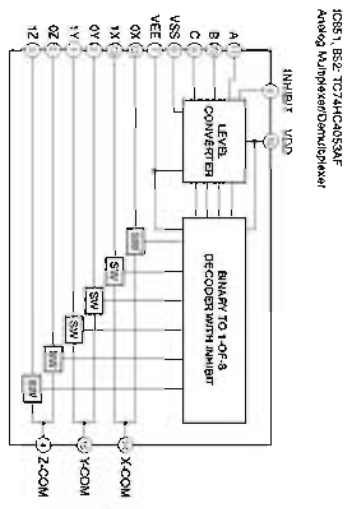 IC851, 852: TC74HC4053AF
Analog Multiplexer/Demultiplexer
INHIBIT
VDD
A
B
C
VSS
VEE
0X
1X
0Y
1Y
0Z
1Z
LEVEL
CONVERTER
BINARY TO 1-OF-8
DECODER WITH INHIBIT
SW
SW
SW
SW
SW
SW
X-COM
Y-COM
Z-COM